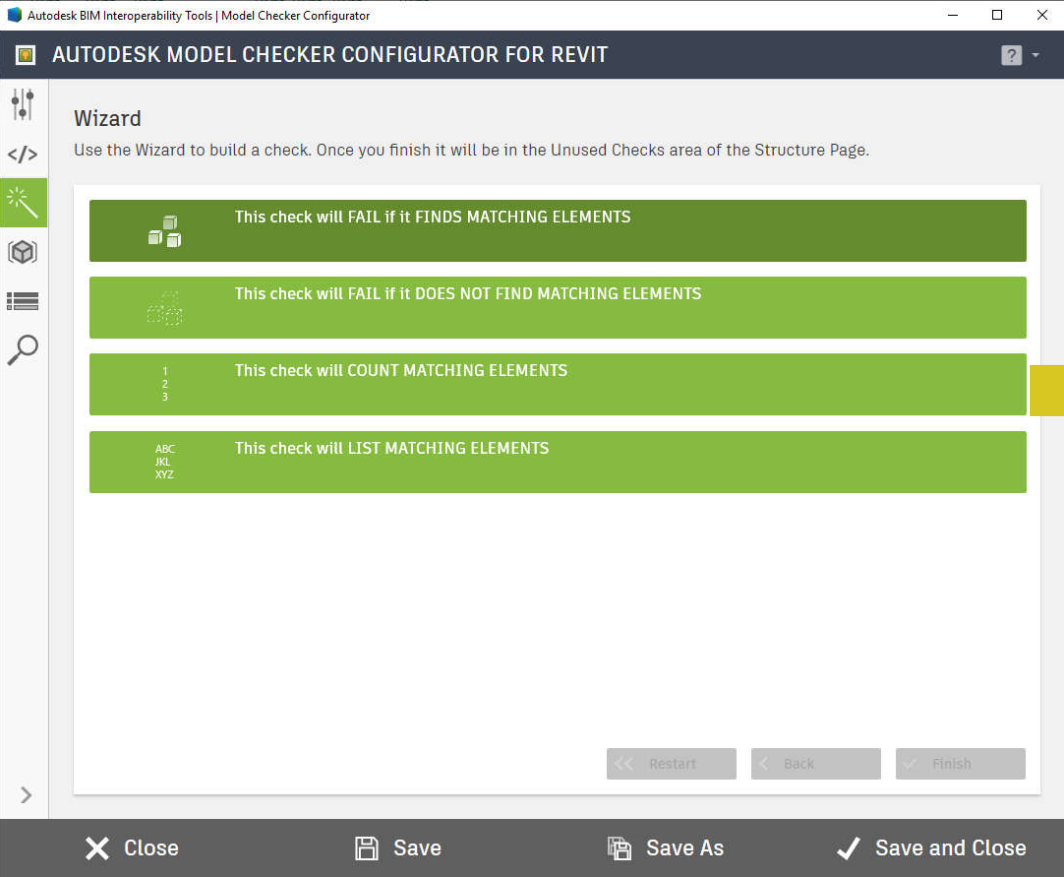 Autodesk BIM Interoperability Tools | Model Checker Configurator
AUTODESK MODEL CHECKER CONFIGURATOR FOR REVIT
?
</>
Wizard
Use the Wizard to build a check. Once you finish it will be in the Unused Checks area of the Structure Page.
This check will FAIL if it FINDS MATCHING ELEMENTS
This check will FAIL if it DOES NOT FIND MATCHING ELEMENTS
This check will COUNT MATCHING ELEMENTS
1
2
3
This check will LIST MATCHING ELEMENTS
ABC
JKL
XYZ
Restart Back Finish
Close Save Save As Save and Close